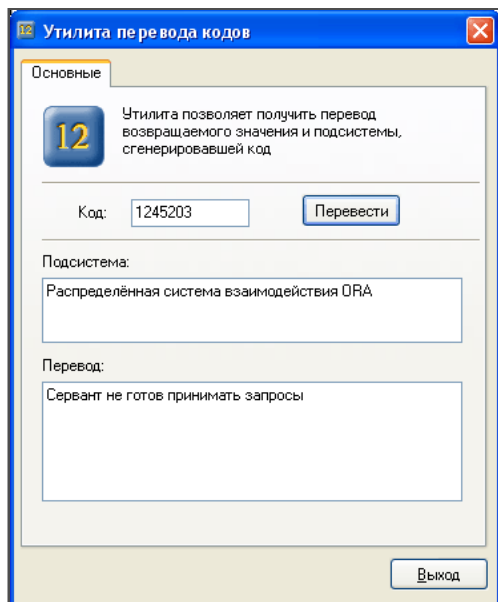 12 Утилита перевода кодов
Основные
12
Утилита позволяет получить перевод
возвращаемого значения и подсистемы,
сгенерировавшей код
Код: 1245203 Перевести
Подсистема:
Распределённая система взаимодействия ORA
Перевод:
Сервант не готов принимать запросы
Выход